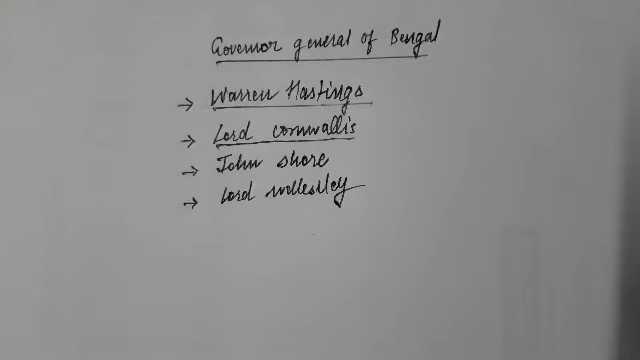 Governor general of Bengal
→ Warren Hastings
→ Lord cornwallis
→ John shore
→ Lord wellesley